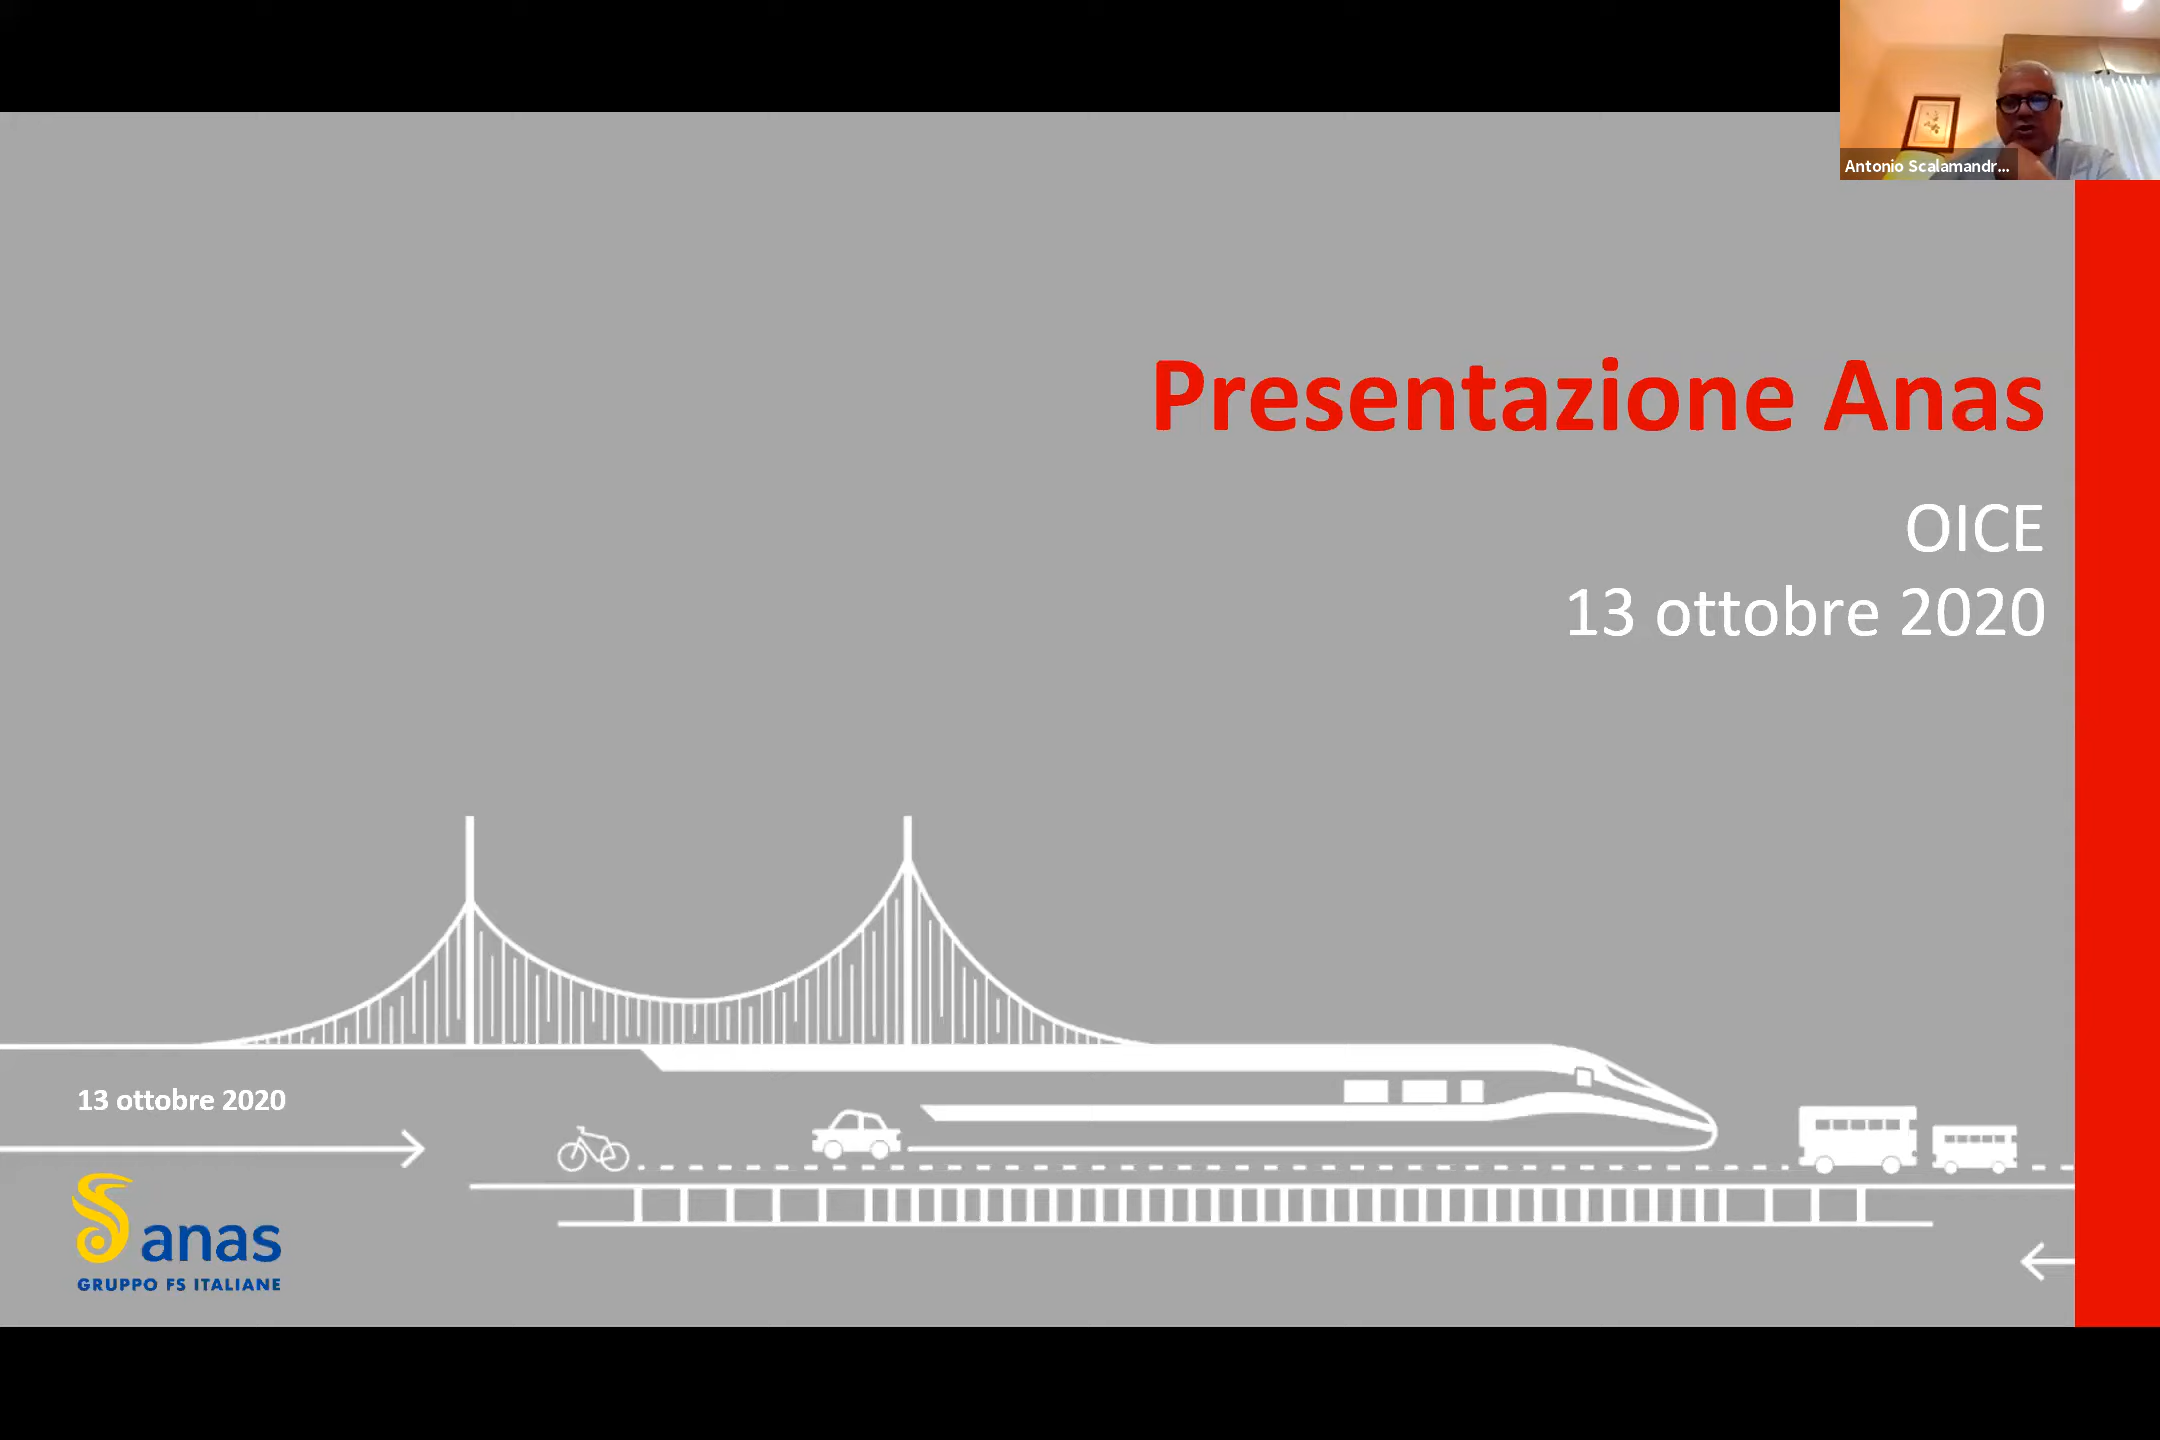 Antonio Scalamandr...
Presentazione Anas
OICE
13 ottobre 2020
13 ottobre 2020
anas
GRUPPO FS ITALIANE